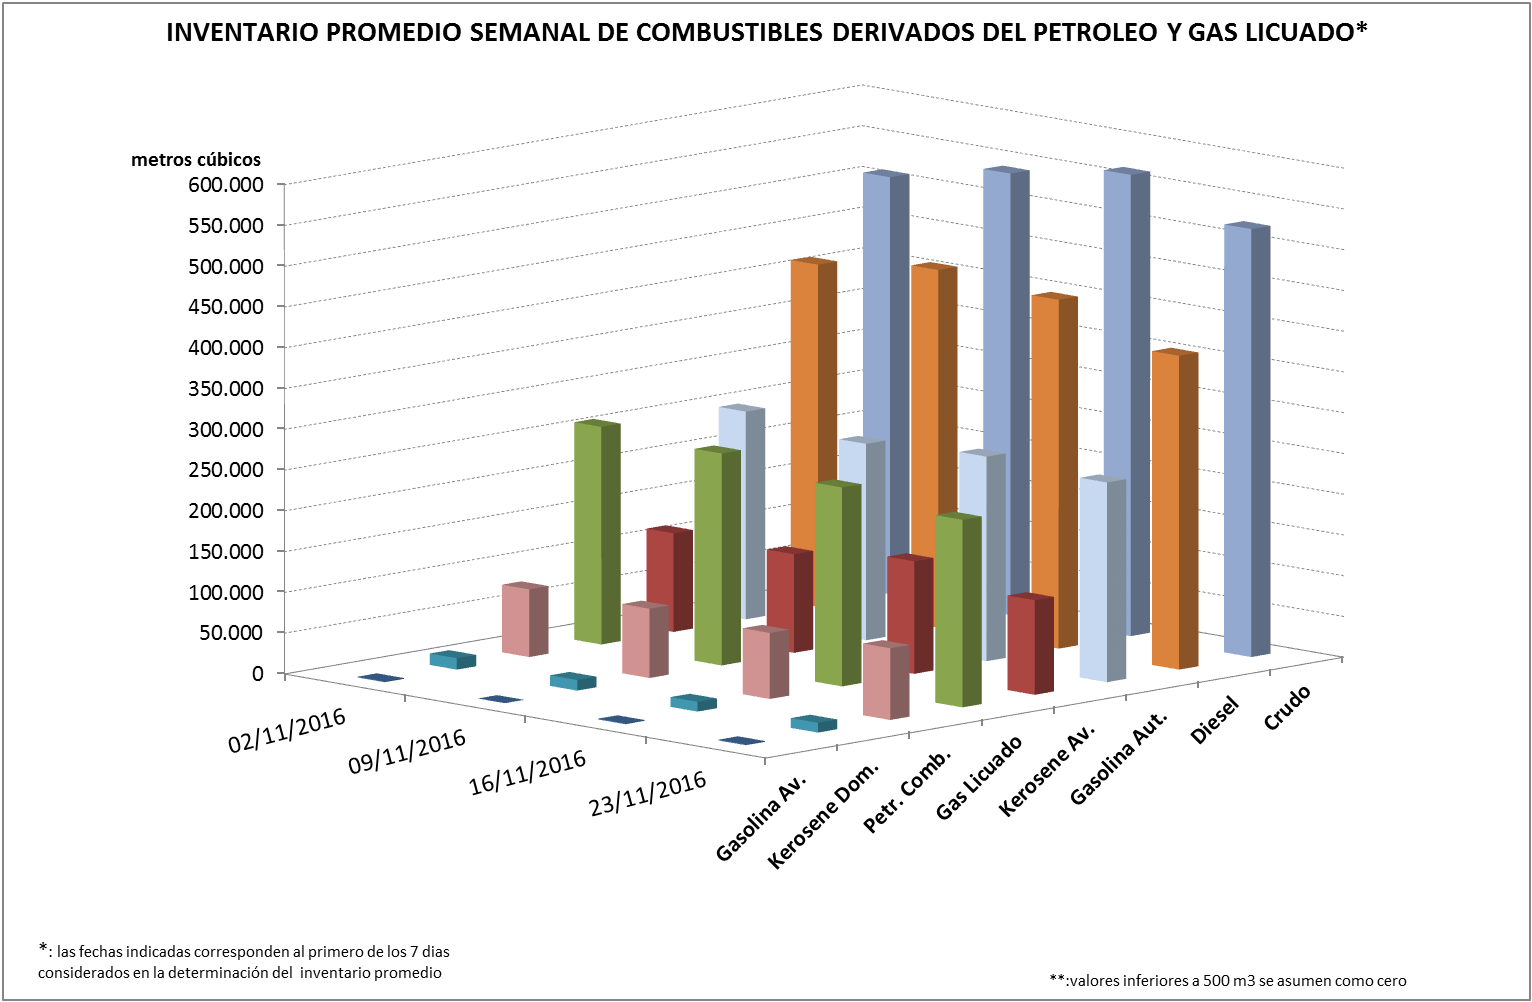 INVENTARIO PROMEDIO SEMANAL DE COMBUSTIBLES DERIVADOS DEL PETROLEO Y GAS LICUADO*
metros cúbicos
600.000
550.000
500.000
450.000
400.000
350.000
300.000
250.000
200.000
150.000
100.000
50.000
0
02/11/2016
09/11/2016
16/11/2016
23/11/2016
Gasolina Av.
Kerosene Dom.
Petr. Comb.
Gas Licuado
Kerosene Av.
Gasolina Aut.
Diesel
Crudo
*: las fechas indicadas corresponden al primero de los 7 dias
considerados en la determinación del inventario promedio
**:valores inferiores a 500 m3 se asumen como cero